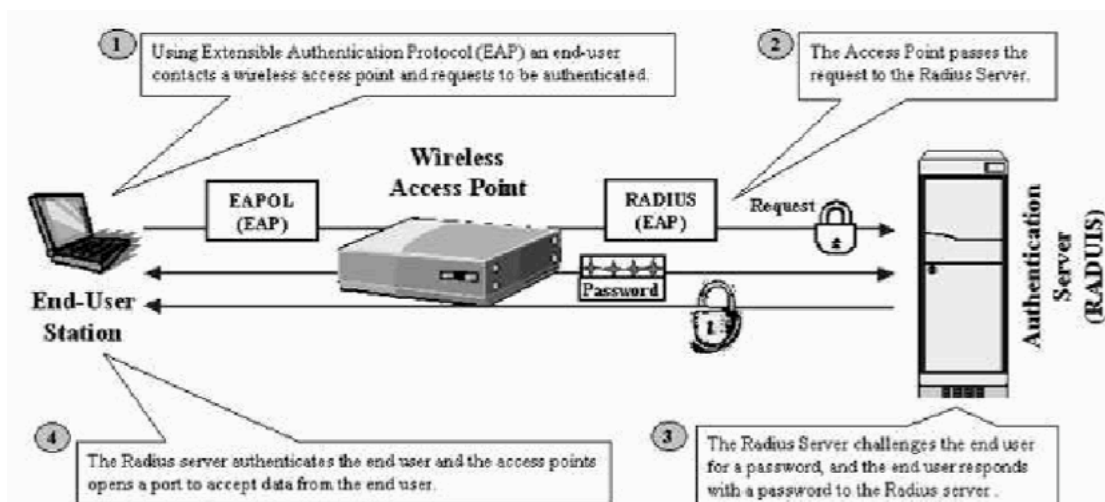 1
Using Extensible Authentication Protocol (EAP) an end-user
contacts a wireless access point and requests to be authenticated.
2
The Access Point passes the
request to the Radius Server.
Wireless
Access Point
EAPOL
(EAP)
RADIUS
(EAP)
Request
Password
End-User
Station
Authentication
Server
(RADUIS)
4
The Radius server authenticates the end user and the access points
opens a port to accept data from the end user.
3
The Radius Server challenges the end user
for a password, and the end user responds
with a password to the Radius server .